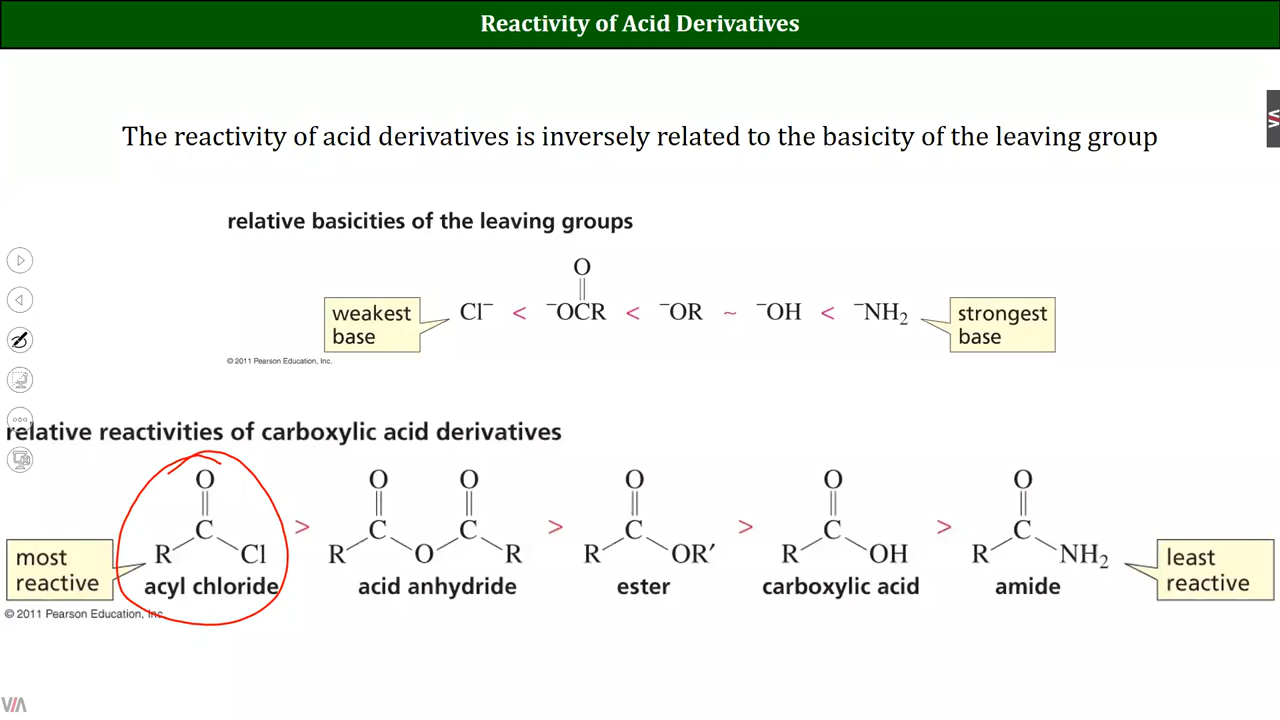 Reactivity of Acid Derivatives
The reactivity of acid derivatives is inversely related to the basicity of the leaving group
relative basicities of the leaving groups
O
weakest base
Cl⁻ < ⁻OCR < ⁻OR ~ ⁻OH < ⁻NH₂
strongest base
© 2011 Pearson Education, Inc.
relative reactivities of carboxylic acid derivatives
O O O O O O
C > C C > C > C > C
R Cl R O R R OR′ R OH R NH₂
most reactive
least reactive
acyl chloride acid anhydride ester carboxylic acid amide
© 2011 Pearson Education, Inc.
VIA
VIA